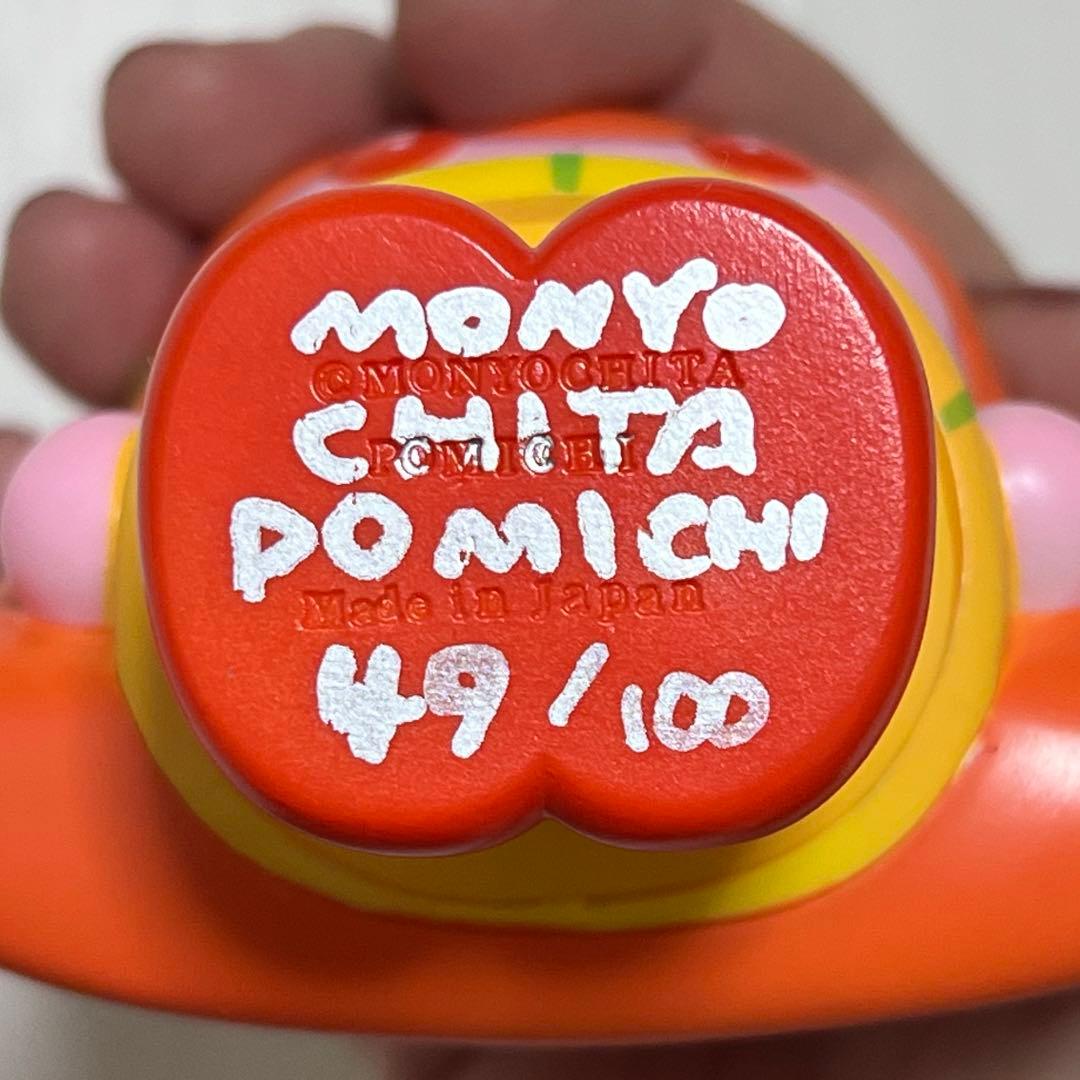 MONYO
©MONYOCHITA
CHITA
POMICHI
POMICHI
Made in Japan
49/100